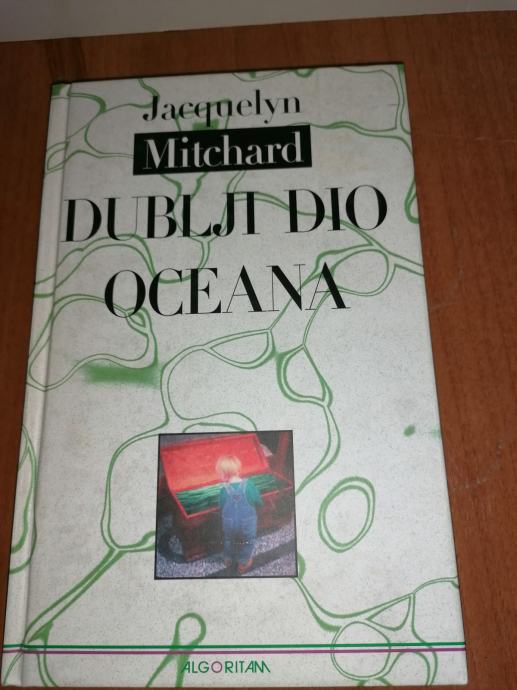 Jacquelyn
Mitchard
DUBLJI DIO
OCEANA
ALGORITAM